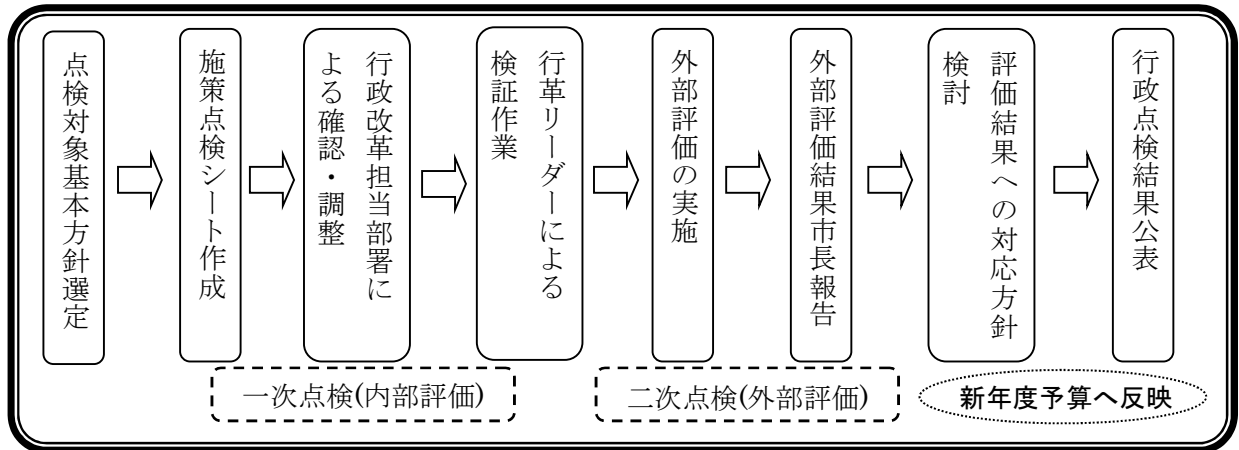 点検対象基本方針選定
施策点検シート作成
行政改革担当部署に
よる確認・調整
行革リーダーによる
検証作業
外部評価の実施
外部評価結果市長報告
評価結果への対応方針
検討
行政点検結果公表
一次点検(内部評価)
二次点検(外部評価)
新年度予算へ反映